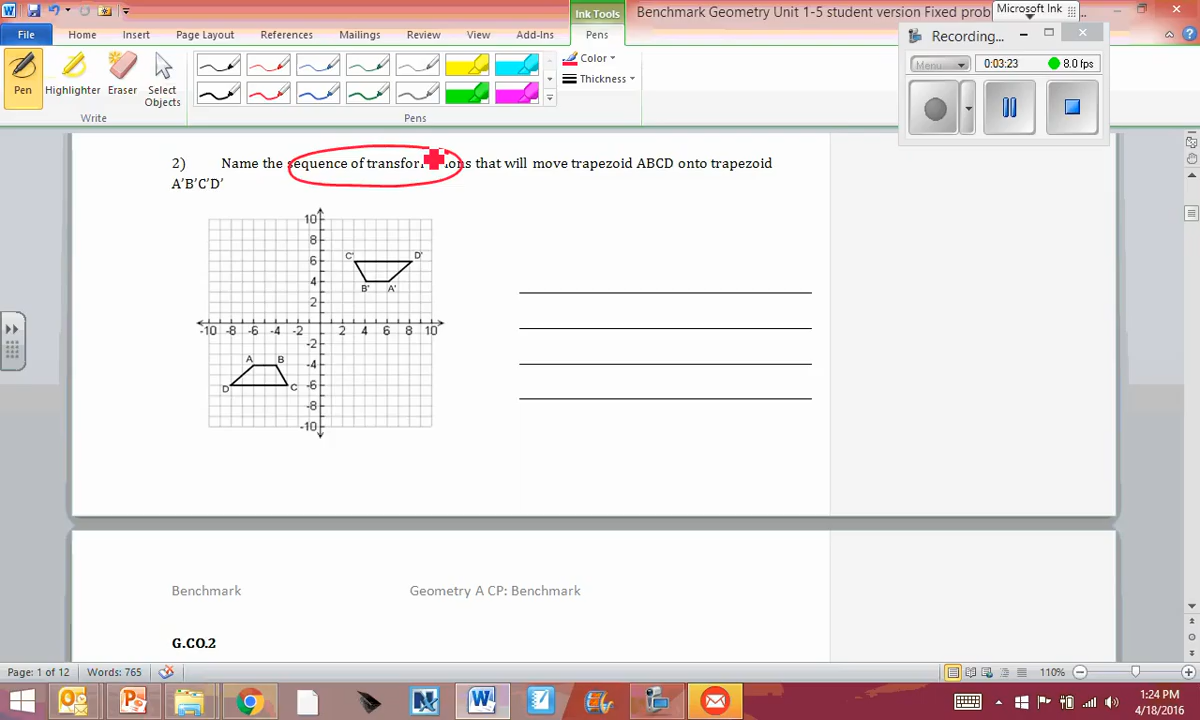 Ink Tools
Benchmark Geometry Unit 1-5 student version Fixed prob
Microsoft Ink
File Home Insert Page Layout References Mailings Review View Add-Ins Pens
Recording...
Menu 0:03:23 8.0 fps
Pen Highlighter Eraser Select Objects
Color
Thickness
Write Pens
2) Name the sequence of transfor ions that will move trapezoid ABCD onto trapezoid
A'B'C'D'
10
8
C' 6 D'
4 B' A'
2
-10 -8 -6 -4 -2 2 4 6 8 10
-2
A B -4
D C -6
-8
-10
Benchmark Geometry A CP: Benchmark
G.CO.2
Page: 1 of 12 Words: 765 110%
1:24 PM
4/18/2016